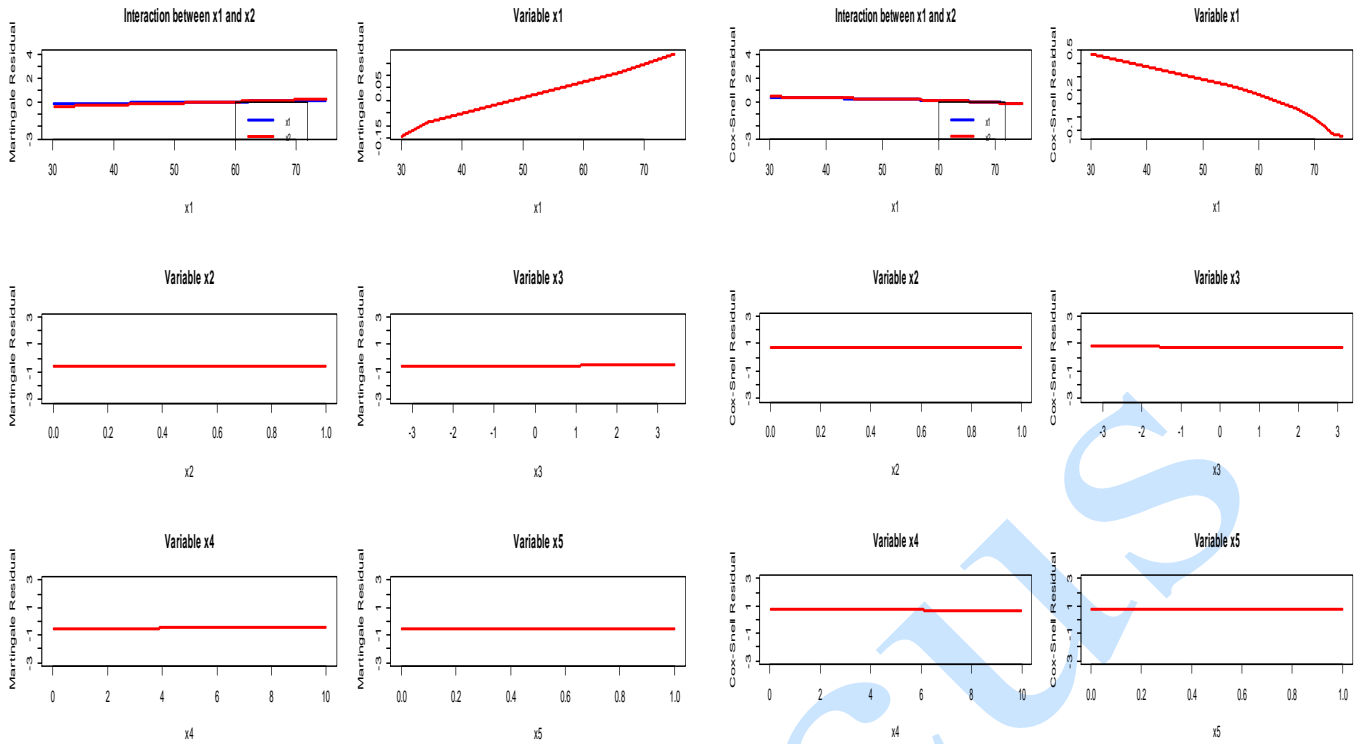 Interaction between x1 and x2
Martingale Residual
4
2
0
-3
x1
x2
30 40 50 60 70
x1
Variable x1
Martingale Residual
0.05
-0.05
-0.15
30 40 50 60 70
x1
Interaction between x1 and x2
Cox-Snell Residual
4
2
0
-3
x1
x2
30 40 50 60 70
x1
Variable x1
Cox-Snell Residual
0.5
0.2
-0.1
30 40 50 60 70
x1
Variable x2
Martingale Residual
3
1
-1
-3
0.0 0.2 0.4 0.6 0.8 1.0
x2
Variable x3
Martingale Residual
3
1
-1
-3
-3 -2 -1 0 1 2 3
x3
Variable x2
Cox-Snell Residual
3
1
-1
-3
0.0 0.2 0.4 0.6 0.8 1.0
x2
Variable x3
Cox-Snell Residual
3
1
-1
-3
-3 -2 -1 0 1 2 3
x3
Variable x4
Martingale Residual
3
1
-1
-3
0 2 4 6 8 10
x4
Variable x5
Martingale Residual
3
1
-1
-3
0.0 0.2 0.4 0.6 0.8 1.0
x5
Variable x4
Cox-Snell Residual
3
1
-1
-3
0 2 4 6 8 10
x4
Variable x5
Cox-Snell Residual
3
1
-1
-3
0.0 0.2 0.4 0.6 0.8 1.0
x5